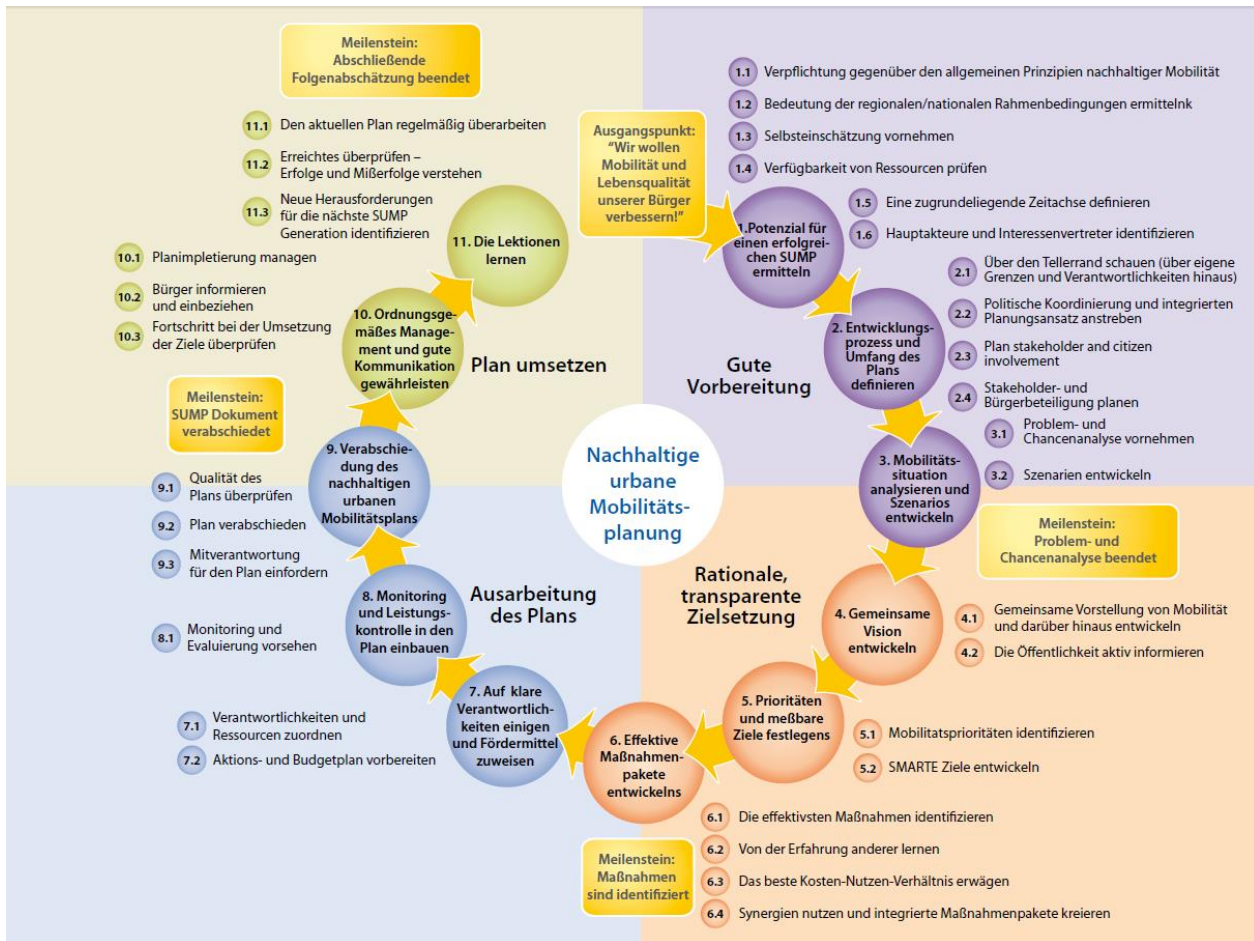 Meilenstein:
Abschließende
Folgenabschätzung beendet
11.1 Den aktuellen Plan regelmäßig überarbeiten
11.2 Erreichtes überprüfen –
Erfolge und Mißerfolge verstehen
11.3 Neue Herausforderungen
für die nächste SUMP
Generation identifizieren
11. Die Lektionen
lernen
10.1 Planimpletierung managen
10.2 Bürger informieren
und einbeziehen
10.3 Fortschritt bei der Umsetzung
der Ziele überprüfen
10. Ordnungsge-
mäßes Manage-
ment und gute
Kommunikation
gewährleisten
Plan umsetzen
Ausgangspunkt:
"Wir wollen
Mobilität und
Lebensqualität
unserer Bürger
verbessern!"
1.1 Verpflichtung gegenüber den allgemeinen Prinzipien nachhaltiger Mobilität
1.2 Bedeutung der regionalen/nationalen Rahmenbedingungen ermittelnk
1.3 Selbsteinschätzung vornehmen
1.4 Verfügbarkeit von Ressourcen prüfen
1.5 Eine zugrundeliegende Zeitachse definieren
1.6 Hauptakteure und Interessenvertreter identifizieren
1.Potenzial für
einen erfolgrei-
chen SUMP
ermitteln
2.1 Über den Tellerrand schauen (über eigene
Grenzen und Verantwortlichkeiten hinaus)
2.2 Politische Koordinierung und integrierten
Planungsansatz anstreben
2.3 Plan stakeholder and citizen
involvement
2.4 Stakeholder- und
Bürgerbeteiligung planen
2. Entwicklungs-
prozess und
Umfang des
Plans
definieren
Gute
Vorbereitung
3.1 Problem- und
Chancenanalyse vornehmen
3.2 Szenarien entwickeln
3. Mobilitäts-
situation
analysieren und
Szenarios
entwickeln
Meilenstein:
SUMP Dokument
verabschiedet
9. Verabschie-
dung des
nachhaltigen
urbanen
Mobilitätsplans
9.1 Qualität des
Plans überprüfen
9.2 Plan verabschieden
9.3 Mitverantwortung
für den Plan einfordern
Nachhaltige
urbane
Mobilitäts-
planung
Meilenstein:
Problem- und
Chancenanalyse beendet
Rationale,
transparente
Zielsetzung
4. Gemeinsame
Vision
entwickeln
4.1 Gemeinsame Vorstellung von Mobilität
und darüber hinaus entwickeln
4.2 Die Öffentlichkeit aktiv informieren
Ausarbeitung
des Plans
8. Monitoring
und Leistungs-
kontrolle in den
Plan einbauen
8.1 Monitoring und
Evaluierung vorsehen
7. Auf klare
Verantwortlich-
keiten einigen
und Fördermittel
zuweisen
7.1 Verantwortlichkeiten und
Ressourcen zuordnen
7.2 Aktions- und Budgetplan vorbereiten
5. Prioritäten
und meßbare
Ziele festlegens
5.1 Mobilitatsprioritäten identifizieren
5.2 SMARTE Ziele entwickeln
6. Effektive
Maßnahmen-
pakete
entwickelns
6.1 Die effektivsten Maßnahmen identifizieren
6.2 Von der Erfahrung anderer lernen
6.3 Das beste Kosten-Nutzen-Verhältnis erwägen
6.4 Synergien nutzen und integrierte Maßnahmenpakete kreieren
Meilenstein:
Maßnahmen
sind identifiziert